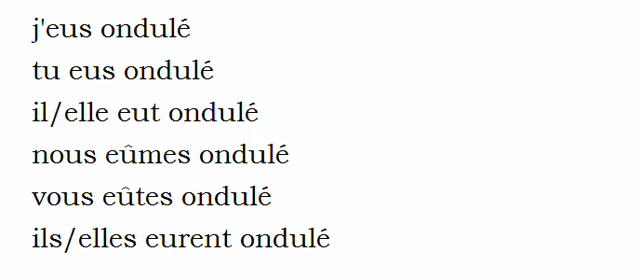 j'eus ondulé
tu eus ondulé
il/elle eut ondulé
nous eûmes ondulé
vous eûtes ondulé
ils/elles eurent ondulé